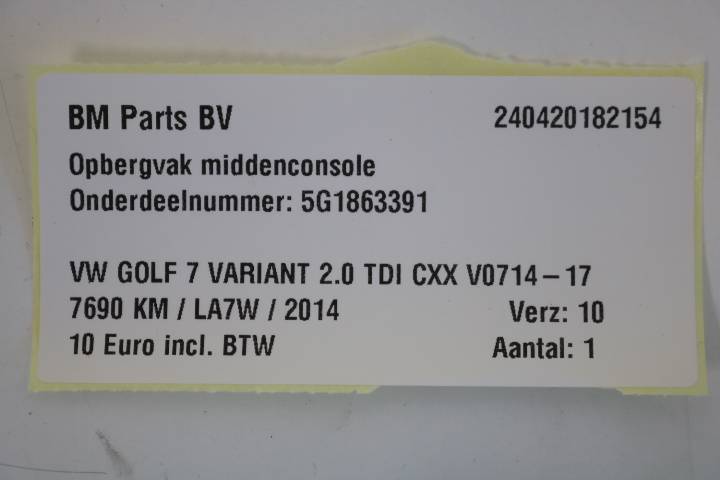 BM Parts BV 240420182154
Opbergvak middenconsole
Onderdeelnummer: 5G1863391
VW GOLF 7 VARIANT 2.0 TDI CXX V0714-17
7690 KM / LA7W / 2014 Verz: 10
10 Euro incl. BTW Aantal: 1